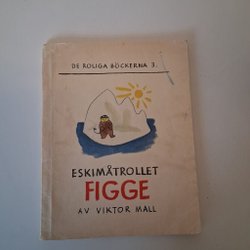 DE ROLIGA BÖCKERNA 3.
ESKIMÅTROLLET
FIGGE
AV VIKTOR MALL